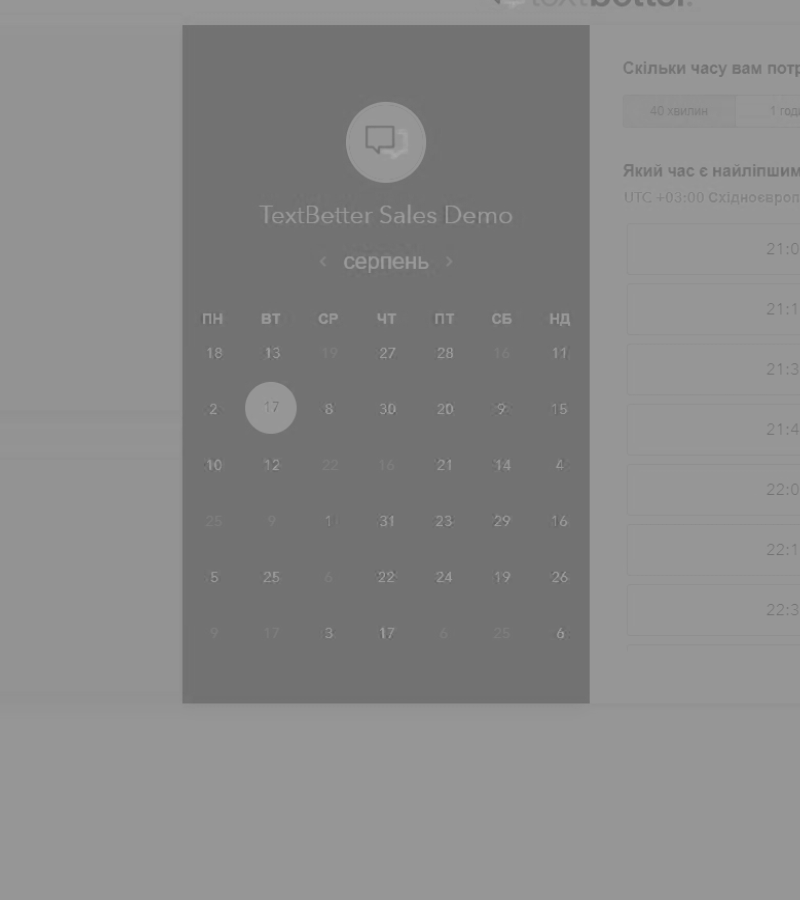 textbetter.
Скільки часу вам потр
40 хвилин 1 год
Який час є найліпшим
UTC +03:00 Східноєвроп
TextBetter Sales Demo
‹ серпень ›
ПН ВТ СР ЧТ ПТ СБ НД
18 13 19 27 28 16 11
2 17 8 30 20 9 15
10 12 22 16 21 14 4
25 9 1 31 23 29 16
5 25 6 22 24 19 26
9 17 3 17 6 25 6
21:0
21:1
21:3
21:4
22:0
22:1
22:3